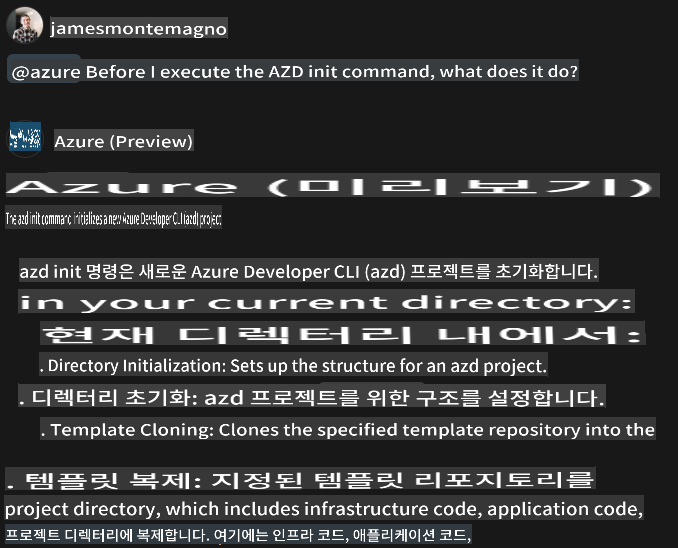 jamesmontemagno
@azure Before I execute the AZD init command, what does it do?
Azure (Preview)
Azure (미리보기)
The azd init command initializes a new Azure Developer CLI (azd) project
azd init 명령은 새로운 Azure Developer CLI (azd) 프로젝트를 초기화합니다.
in your current directory:
현재 디렉터리 내에서:
. Directory Initialization: Sets up the structure for an azd project.
. 디렉터리 초기화: azd 프로젝트를 위한 구조를 설정합니다.
. Template Cloning: Clones the specified template repository into the
. 템플릿 복제: 지정된 템플릿 리포지토리를
project directory, which includes infrastructure code, application code,
프로젝트 디렉터리에 복제합니다. 여기에는 인프라 코드, 애플리케이션 코드,